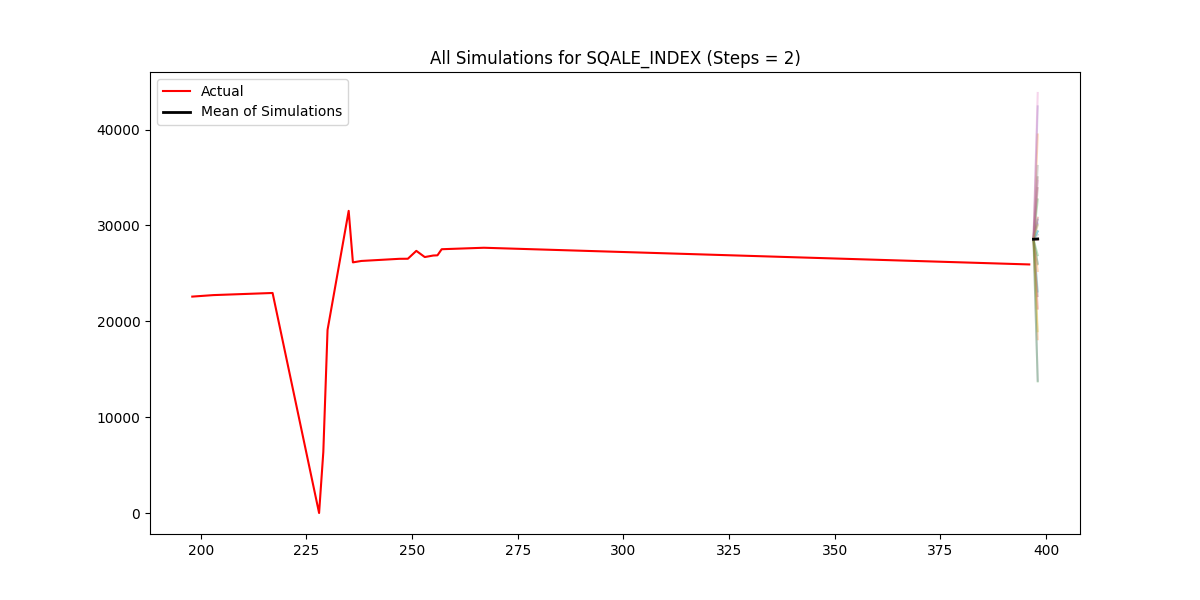 All Simulations for SQALE_INDEX (Steps = 2)
Actual
Mean of Simulations
40000
30000
20000
10000
0
200 225 250 275 300 325 350 375 400